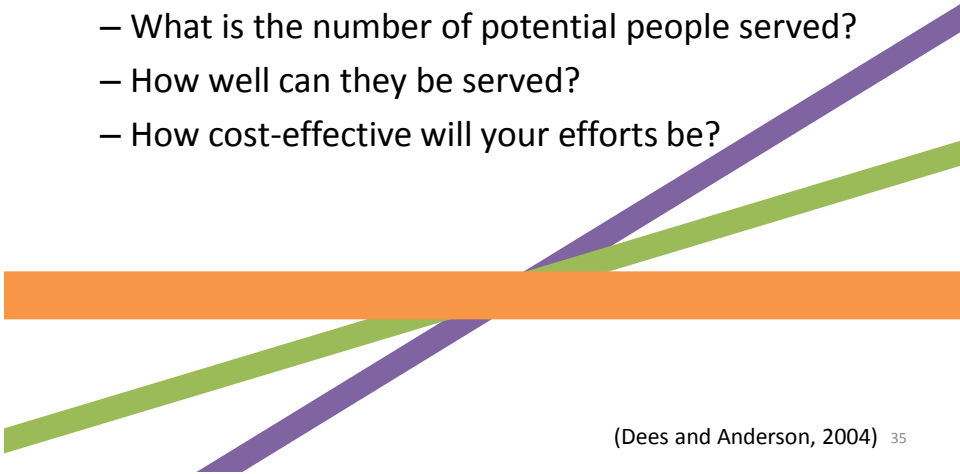 – What is the number of potential people served?
– How well can they be served?
– How cost-effective will your efforts be?
(Dees and Anderson, 2004) 35